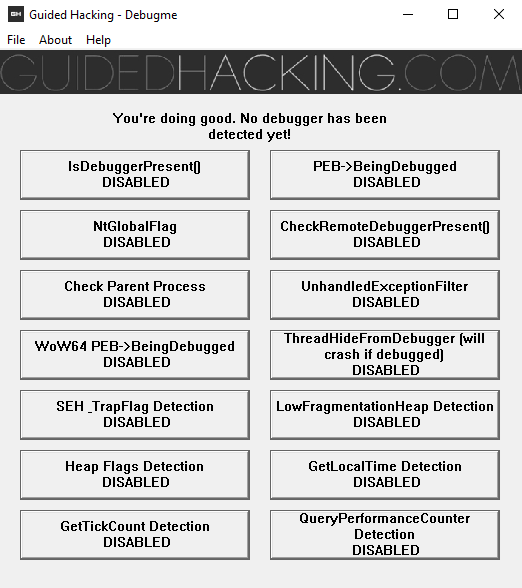 Guided Hacking - Debugme
File About Help
GUIDEDHACKING.COM
You're doing good. No debugger has been
detected yet!
IsDebuggerPresent()
DISABLED
PEB->BeingDebugged
DISABLED
NtGlobalFlag
DISABLED
CheckRemoteDebuggerPresent()
DISABLED
Check Parent Process
DISABLED
UnhandledExceptionFilter
DISABLED
WoW64 PEB->BeingDebugged
DISABLED
ThreadHideFromDebugger (will
crash if debugged)
DISABLED
SEH _TrapFlag Detection
DISABLED
LowFragmentationHeap Detection
DISABLED
Heap Flags Detection
DISABLED
GetLocalTime Detection
DISABLED
GetTickCount Detection
DISABLED
QueryPerformanceCounter
Detection
DISABLED